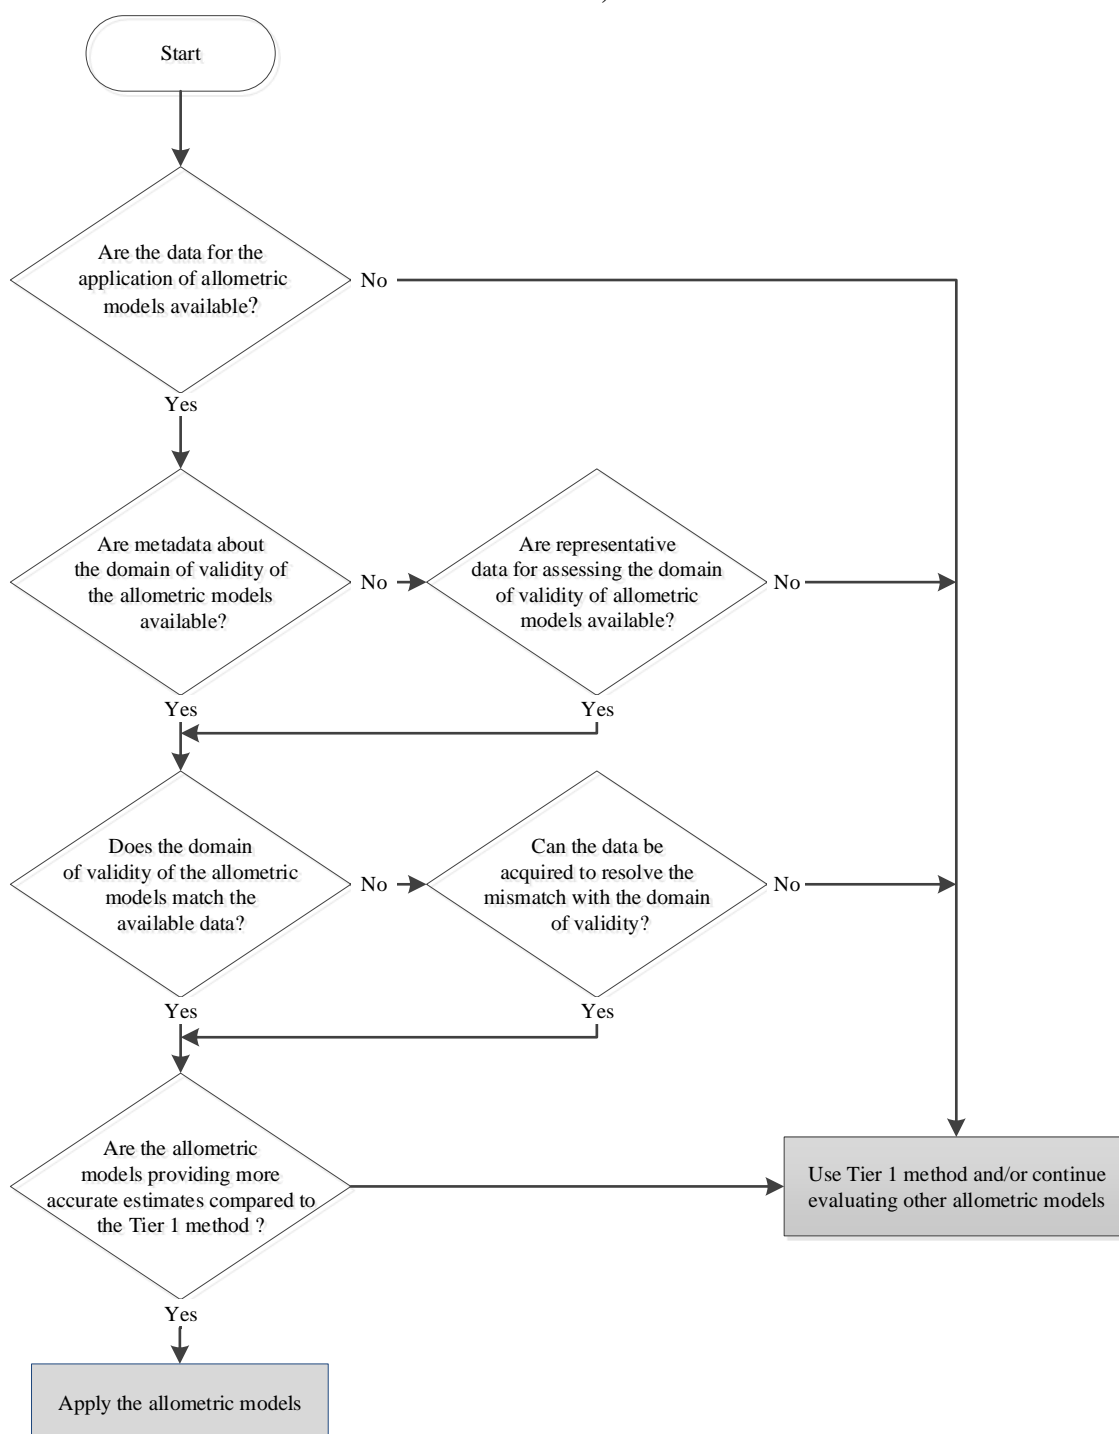 Start
Are the data for the
application of allometric
models available?
No
Yes
Are metadata about
the domain of validity of
the allometric models
available?
No
Are representative
data for assessing the domain
of validity of allometric
models available?
No
Yes
Yes
Does the domain
of validity of the allometric
models match the
available data?
No
Can the data be
acquired to resolve the
mismatch with the domain
of validity?
No
Yes
Yes
Are the allometric
models providing more
accurate estimates compared to
the Tier 1 method ?
Use Tier 1 method and/or continue
evaluating other allometric models
Yes
Apply the allometric models